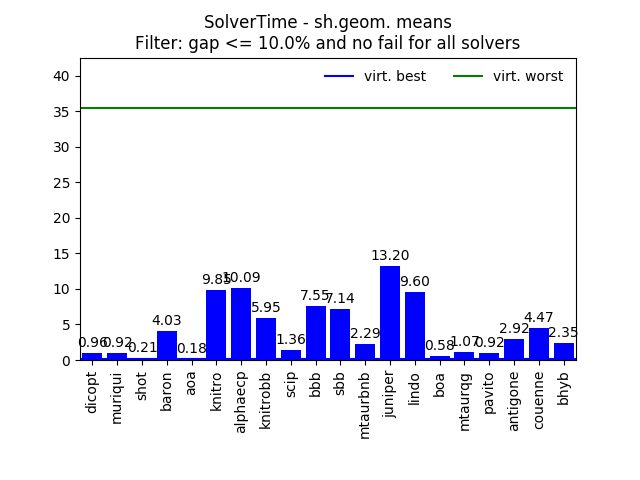 SolverTime - sh.geom. means
Filter: gap <= 10.0% and no fail for all solvers
virt. best
virt. worst
40
35
30
25
20
15
10
5
0
0.96
0.92
0.21
4.03
0.18
9.85
10.09
5.95
1.36
7.55
7.14
2.29
13.20
9.60
0.58
1.07
0.92
2.92
4.47
2.35
dicopt
muriqui
shot
baron
aoa
knitro
alphaecp
knitrobb
scip
bbb
sbb
mtaurbnb
juniper
lindo
boa
mtaurqg
pavito
antigone
couenne
bhyb